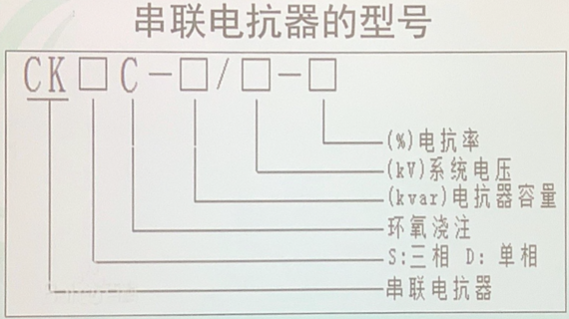 串联电抗器的型号
CK□C-□/□-□
(%)电抗率
(kV)系统电压
(kvar)电抗器容量
环氧浇注
S:三相 D: 单相
串联电抗器